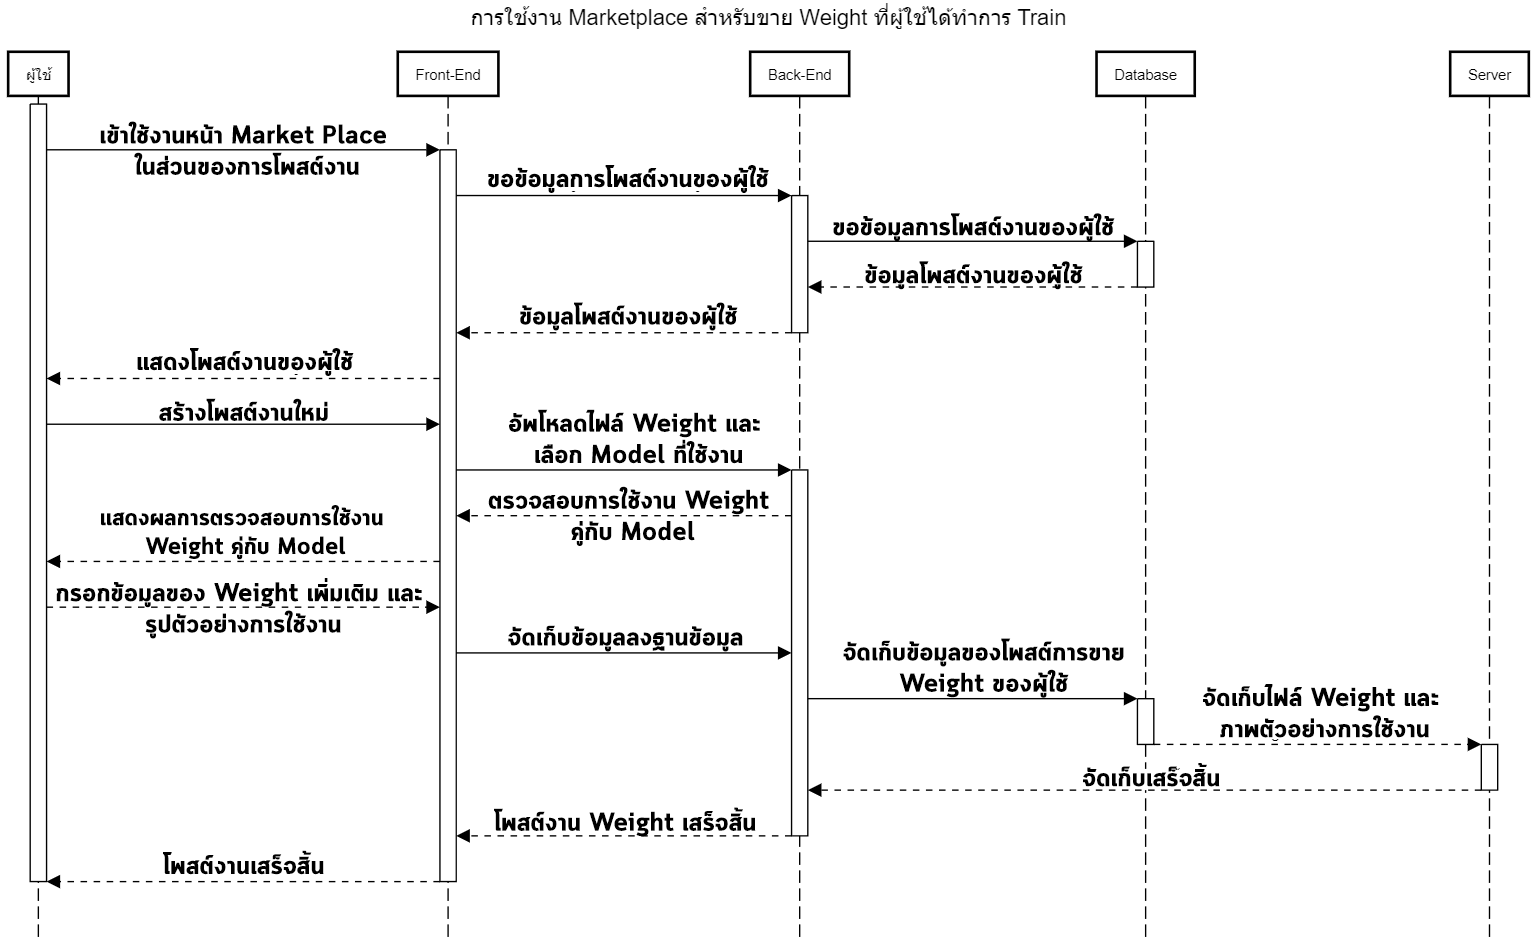 การใช้งาน Marketplace สำหรับขาย Weight ที่ผู้ใช้ได้ทำการ Train
ผู้ใช้
Front-End
Back-End
Database
Server
เข้าใช้งานหน้า Market Place
ในส่วนของการโพสต์งาน
ขอข้อมูลการโพสต์งานของผู้ใช้
ขอข้อมูลการโพสต์งานของผู้ใช้
ข้อมูลโพสต์งานของผู้ใช้
ข้อมูลโพสต์งานของผู้ใช้
แสดงโพสต์งานของผู้ใช้
สร้างโพสต์งานใหม่
อัพโหลดไฟล์ Weight และ
เลือก Model ที่ใช้งาน
ตรวจสอบการใช้งาน Weight
คู่กับ Model
แสดงผลการตรวจสอบการใช้งาน
Weight คู่กับ Model
กรอกข้อมูลของ Weight เพิ่มเติม และ
รูปตัวอย่างการใช้งาน
จัดเก็บข้อมูลลงฐานข้อมูล
จัดเก็บข้อมูลของโพสต์การขาย
Weight ของผู้ใช้
จัดเก็บไฟล์ Weight และ
ภาพตัวอย่างการใช้งาน
จัดเก็บเสร็จสิ้น
โพสต์งาน Weight เสร็จสิ้น
โพสต์งานเสร็จสิ้น